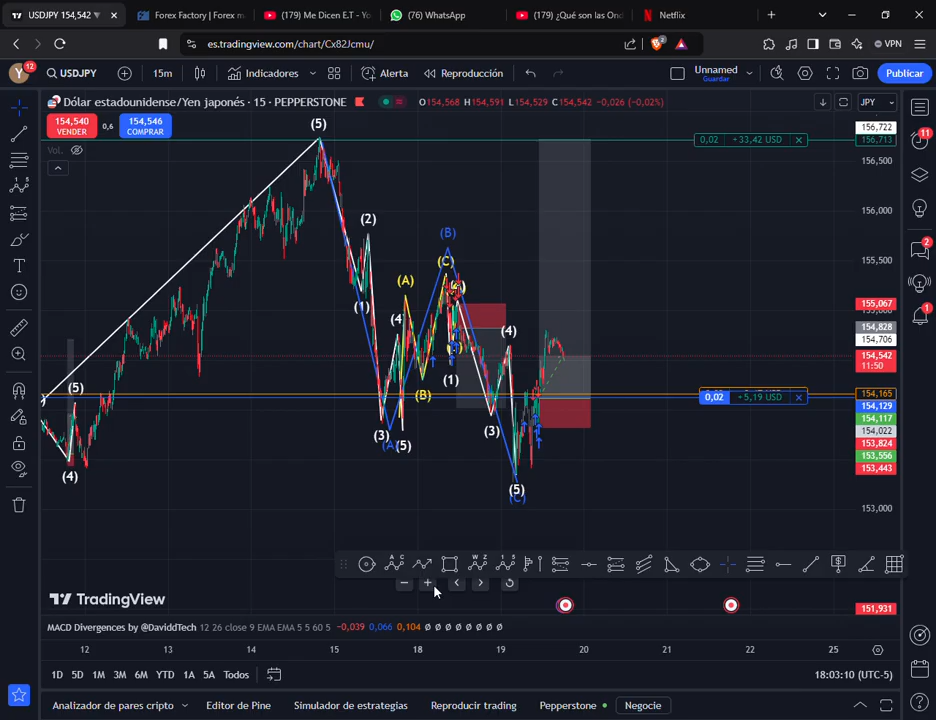 USDJPY 154,542 ▼
Forex Factory | Forex m
(179) Me Dicen E.T - Yo
(76) WhatsApp
(179) ¿Qué son las Ond
Netflix
es.tradingview.com/chart/Cx82Jcmu/
2
VPN
Y
12
USDJPY
15m
Indicadores
Alerta
Reproducción
Unnamed
Guardar
Publicar
Dólar estadounidense/Yen japonés · 15 · PEPPERSTONE
O154,568 H154,591 L154,529 C154,542 -0,026 (-0,02%)
JPY
154,540
VENDER
0,6
154,546
COMPRAR
Vol.
(5)
0,02 +33,42 USD
156,722
156,713
156,500
11
(2)
156,000
(B)
(C)
155,500
2
(A)
(1)
155,067
(4)
(4)
154,828
154,706
154,542
11:50
(5)
(1)
(B)
154,165
0,02 +5,19 USD
154,129
154,117
154,022
(3)
(3)
153,824
(5)
153,556
153,443
(4)
(5)
(C)
153,000
A C
W Z
1 5
TradingView
151,931
MACD Divergences by @DaviddTech 12 26 close 9 EMA EMA 5 5 60 5 -0,039 0,066 0,104 Ø Ø Ø Ø Ø Ø Ø Ø
12 13 14 15 18 19 20 21 22
1D 5D 1M 3M 6M YTD 1A 5A Todos
18:03:10 (UTC-5)
Analizador de pares cripto
Editor de Pine
Simulador de estrategias
Reproducir trading
Pepperstone
Negocie